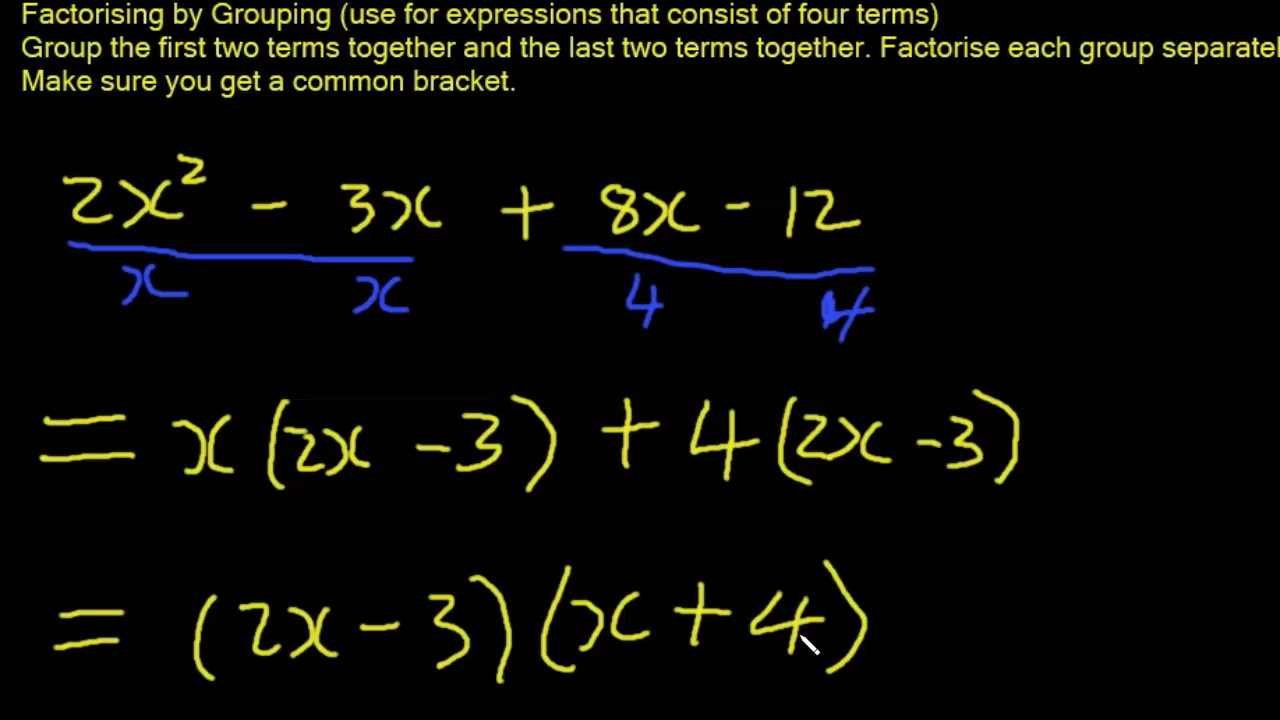 Factorising by Grouping (use for expressions that consist of four terms)
Group the first two terms together and the last two terms together. Factorise each group separatel
Make sure you get a common bracket.
2x² - 3x + 8x - 12
x x 4 4
= x(2x - 3) + 4(2x - 3)
= (2x - 3)(x + 4)